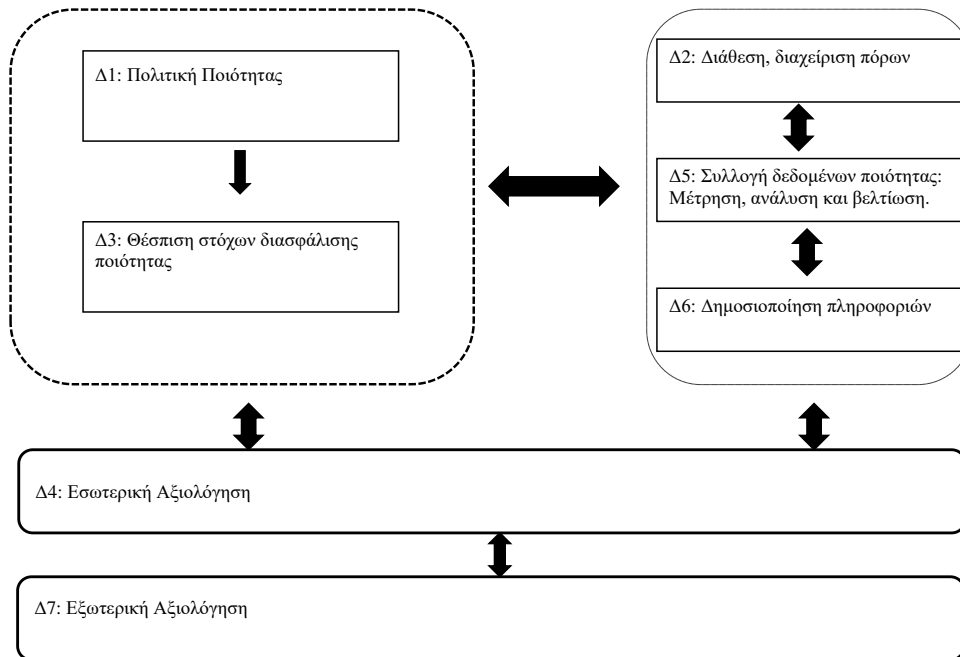 Δ1: Πολιτική Ποιότητας
Δ3: Θέσπιση στόχων διασφάλισης
ποιότητας
Δ2: Διάθεση, διαχείριση πόρων
Δ5: Συλλογή δεδομένων ποιότητας:
Μέτρηση, ανάλυση και βελτίωση.
Δ6: Δημοσιοποίηση πληροφοριών
Δ4: Εσωτερική Αξιολόγηση
Δ7: Εξωτερική Αξιολόγηση